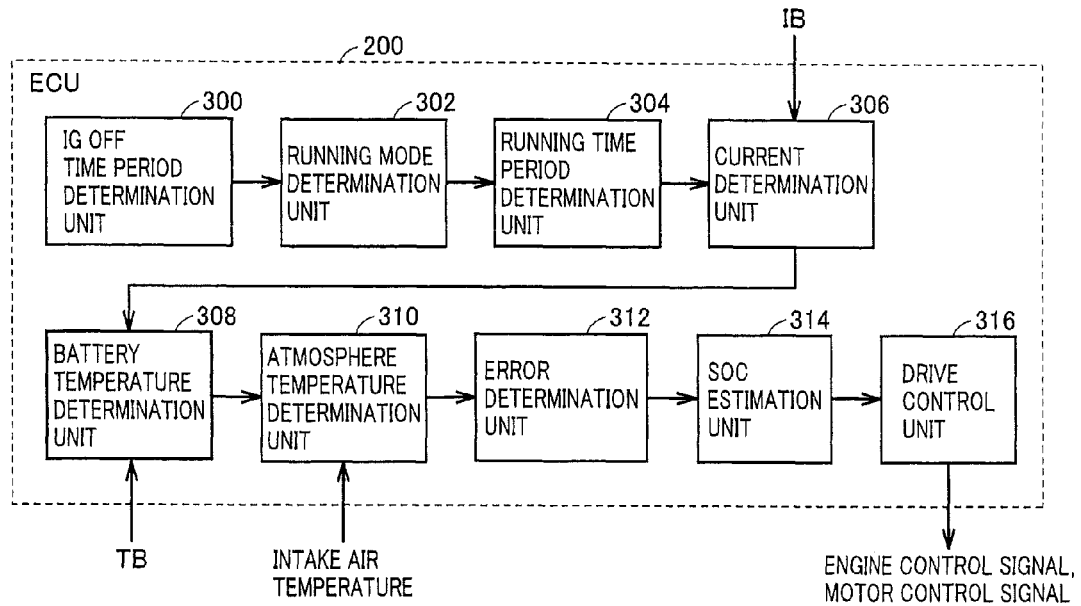 IB
200
ECU
300
IG OFF
TIME PERIOD
DETERMINATION
UNIT
302
RUNNING MODE
DETERMINATION
UNIT
304
RUNNING TIME
PERIOD
DETERMINATION
UNIT
306
CURRENT
DETERMINATION
UNIT
308
BATTERY
TEMPERATURE
DETERMINATION
UNIT
310
ATMOSPHERE
TEMPERATURE
DETERMINATION
UNIT
312
ERROR
DETERMINATION
UNIT
314
SOC
ESTIMATION
UNIT
316
DRIVE
CONTROL
UNIT
TB
INTAKE AIR
TEMPERATURE
ENGINE CONTROL SIGNAL,
MOTOR CONTROL SIGNAL